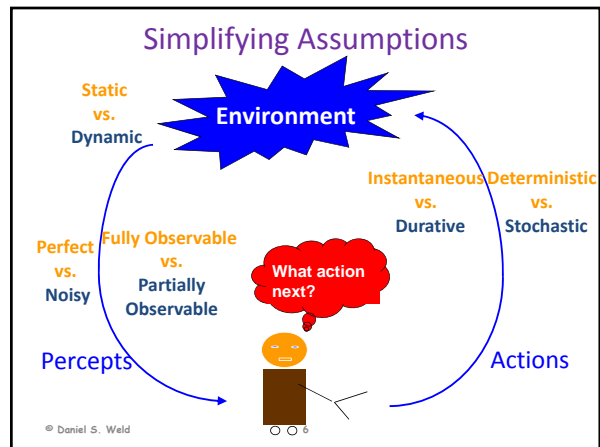 Simplifying Assumptions
Static
vs.
Dynamic
Environment
Instantaneous
vs.
Durative
Deterministic
vs.
Stochastic
Perfect
vs.
Noisy
Fully Observable
vs.
Partially
Observable
What action
next?
Percepts
Actions
© Daniel S. Weld
6